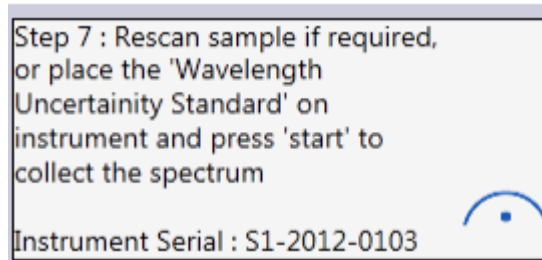 Step 7 : Rescan sample if required,
or place the 'Wavelength
Uncertainity Standard' on
instrument and press 'start' to
collect the spectrum
Instrument Serial : S1-2012-0103